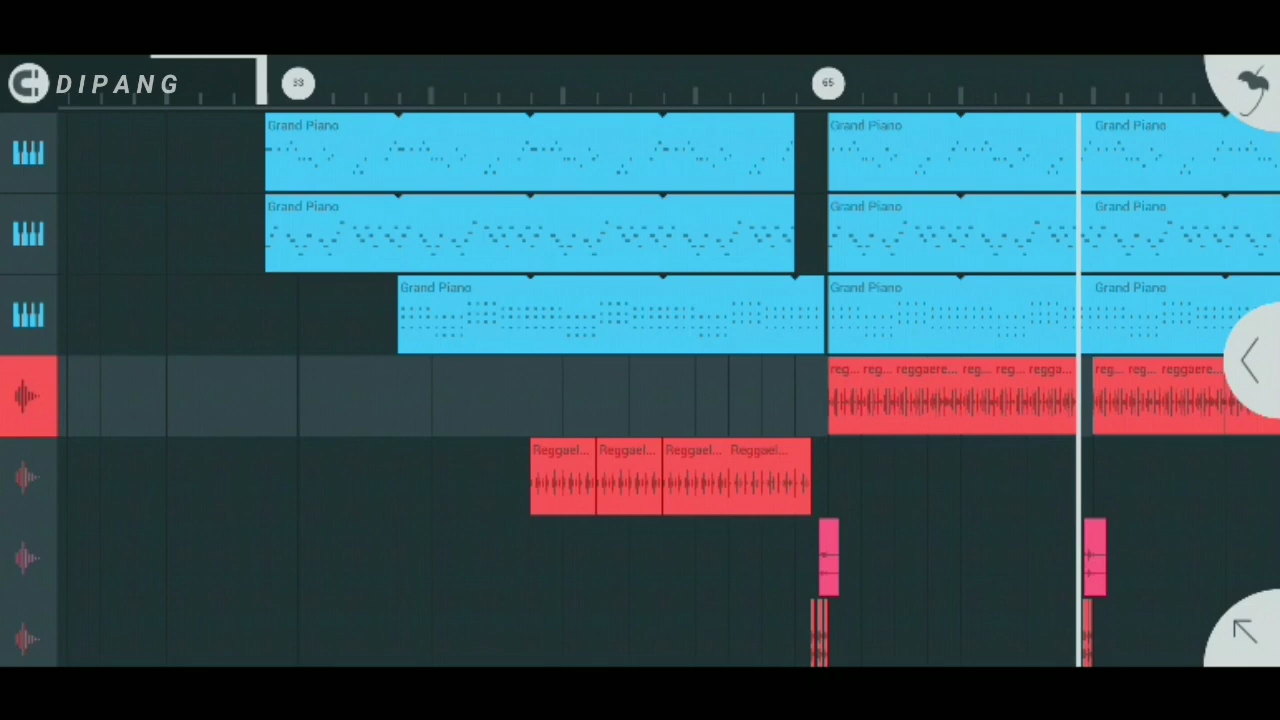 DIPANG
33
65
Grand Piano
Grand Piano
Grand Piano
Grand Piano
Grand Piano
Grand Piano
Grand Piano
Grand Piano
Grand Piano
reg... reg... reggaere... reg... reg... regga...
reg... reg... reggaere...
Reggael... Reggael... Reggael... Reggael...